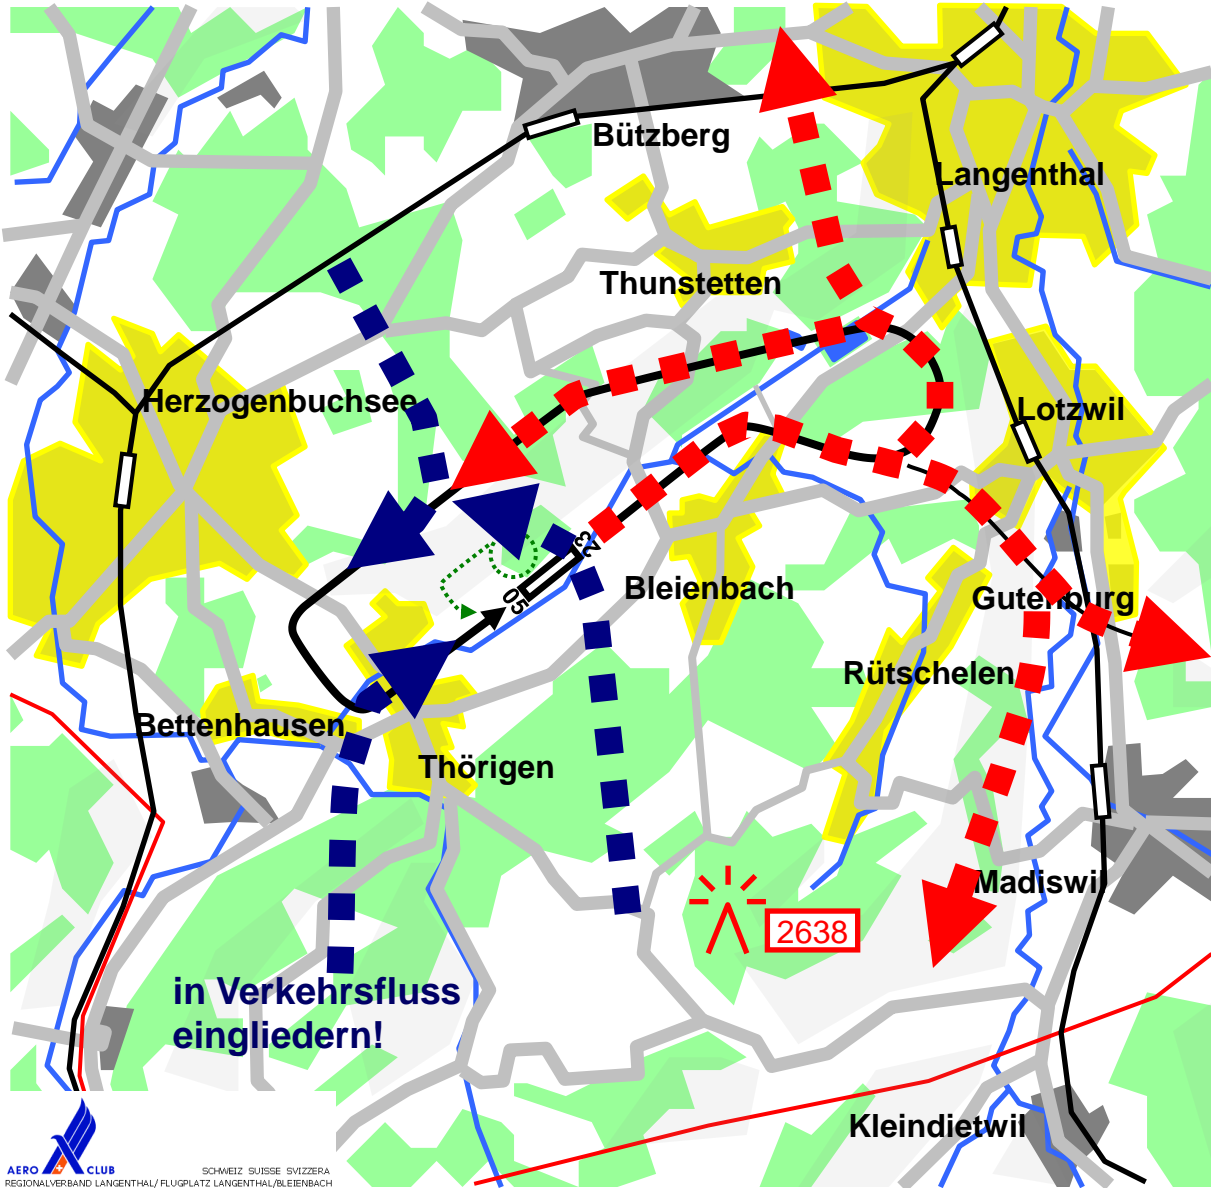 Bützberg
Langenthal
Thunstetten
Herzogenbuchsee
Lotzwil
23
05
Bleienbach
Gutenburg
Rütschelen
Bettenhausen
Thörigen
Madiswil
2638
in Verkehrsfluss
eingliedern!
Kleindietwil
AERO CLUB
SCHWEIZ SUISSE SVIZZERA
REGIONALVERBAND LANGENTHAL/FLUGPLATZ LANGENTHAL/BLEIENBACH